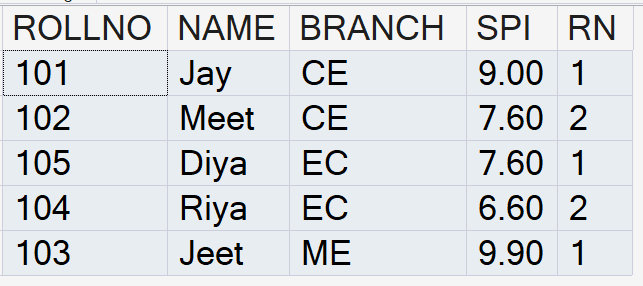 ROLLNO NAME BRANCH SPI RN
101 Jay CE 9.00 1
102 Meet CE 7.60 2
105 Diya EC 7.60 1
104 Riya EC 6.60 2
103 Jeet ME 9.90 1